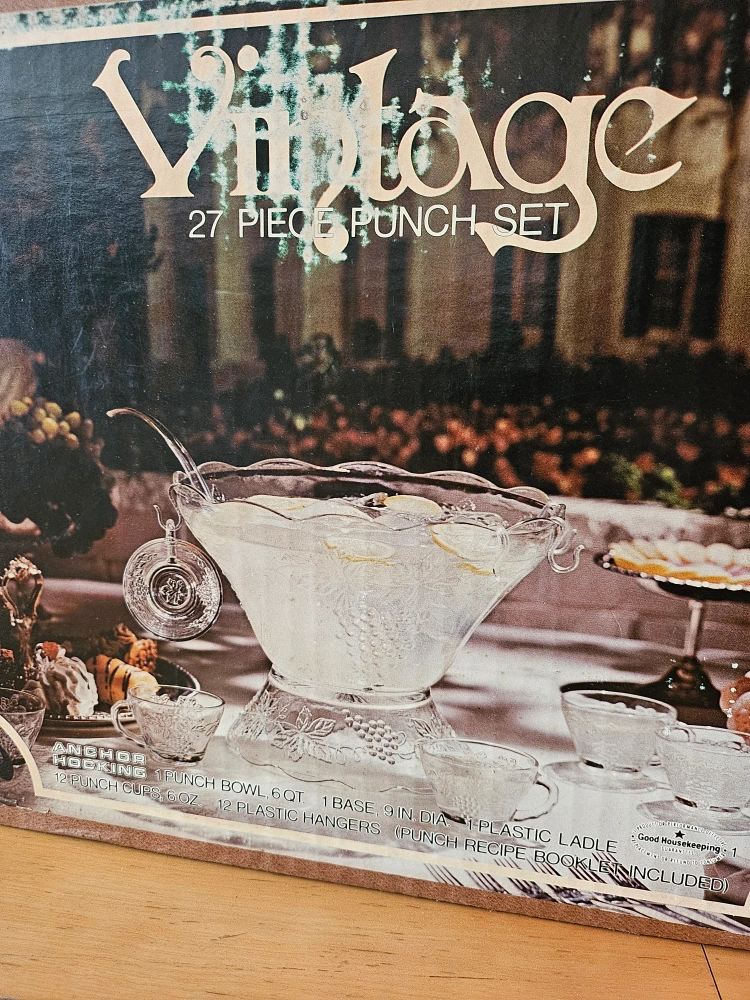 Vintage
27 PIECE PUNCH SET
ANCHOR
HOCKING
1 PUNCH BOWL, 6 QT. 1 BASE, 9 IN. DIA. 1 PLASTIC LADLE
12 PUNCH CUPS, 6 OZ. 12 PLASTIC HANGERS (PUNCH RECIPE BOOKLET INCLUDED)
Good Housekeeping